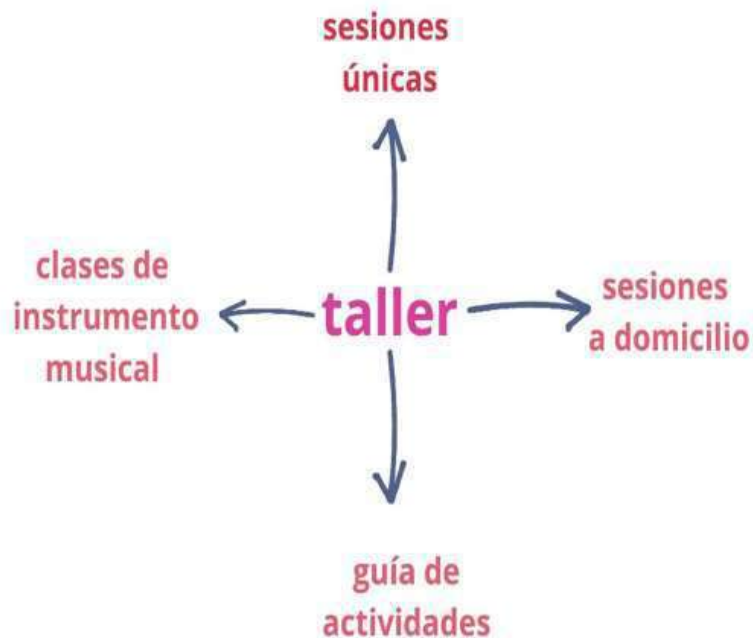 sesiones
únicas
clases de
instrumento
musical
taller
sesiones
a domicilio
guía de
actividades